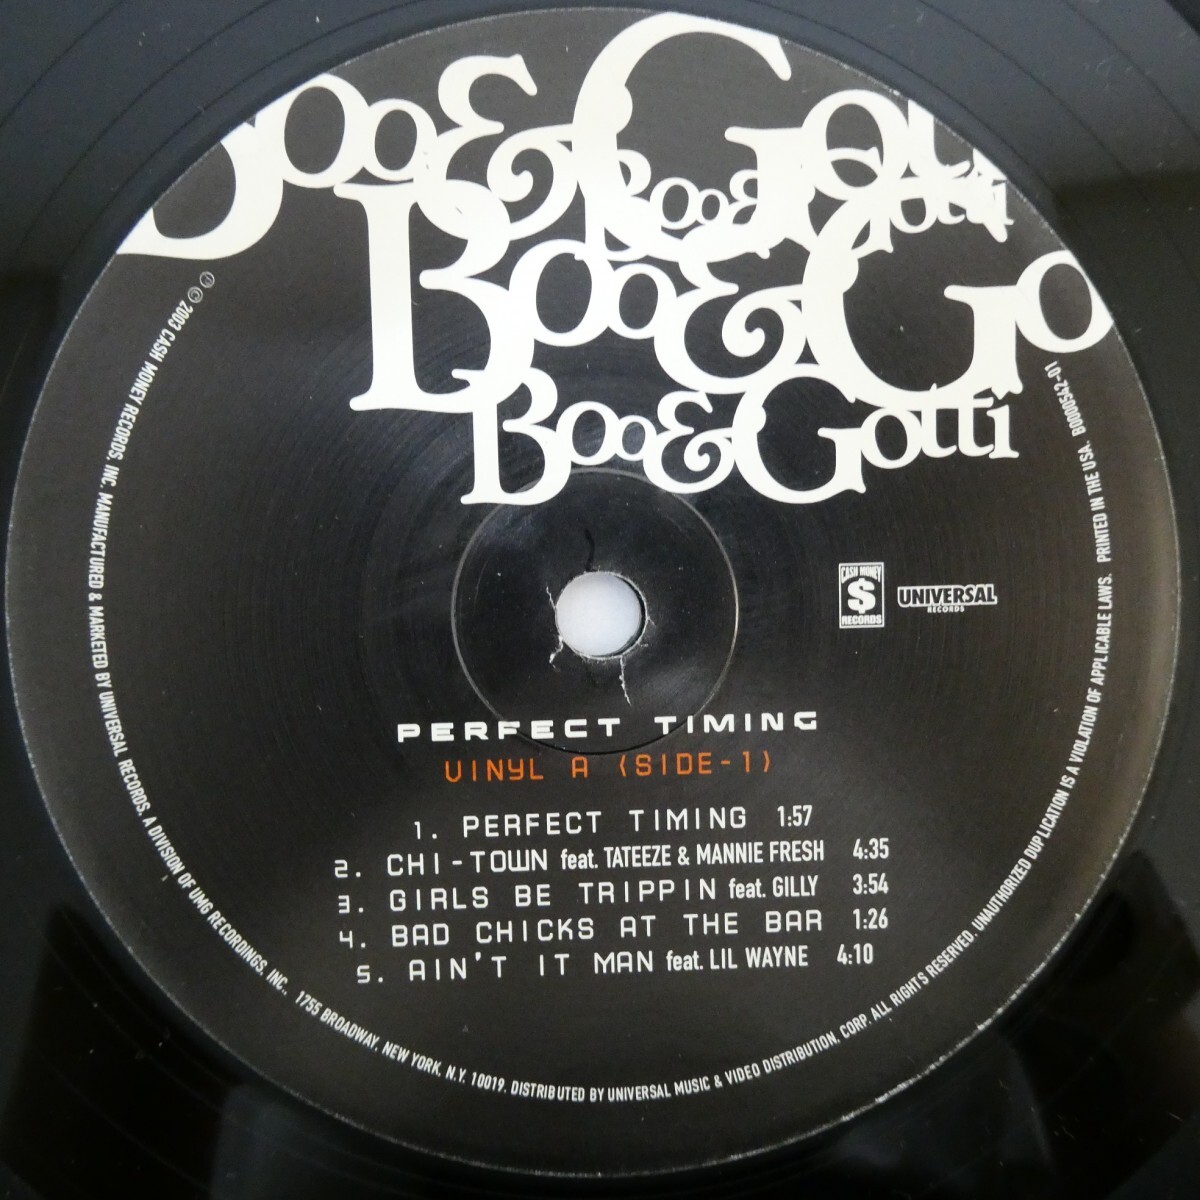 Boo & Gotti
Boo & Gotti
Boo & Go
Boo & Gotti
CASH MONEY
$
RECORDS
UNIVERSAL
RECORDS
PERFECT TIMING
VINYL A (SIDE-1)
1. PERFECT TIMING 1:57
2. CHI-TOWN feat. TATEEZE & MANNIE FRESH 4:35
3. GIRLS BE TRIPPIN feat. GILLY 3:54
4. BAD CHICKS AT THE BAR 1:26
5. AIN'T IT MAN feat. LIL WAYNE 4:10
℗ © 2003 CASH MONEY RECORDS, INC. MANUFACTURED & MARKETED BY UNIVERSAL RECORDS, A DIVISION OF UMG RECORDINGS, INC., 1755 BROADWAY, NEW YORK, N.Y. 10019. DISTRIBUTED BY UNIVERSAL MUSIC & VIDEO DISTRIBUTION, CORP. ALL RIGHTS RESERVED. UNAUTHORIZED DUPLICATION IS A VIOLATION OF APPLICABLE LAWS. PRINTED IN THE USA. B0000542-01